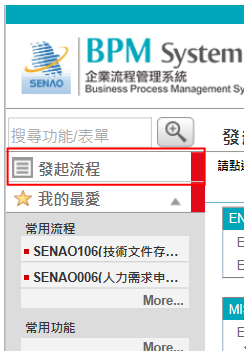 BPM System
企業流程管理系統
Business Process Management Sy
SENAO
搜尋功能/表單
發起流程
我的最愛
常用流程
SENAO106(技術文件存...
SENAO006(人力需求申...
More...
常用功能
More...
發
請點
EN
E
E
MIS
E